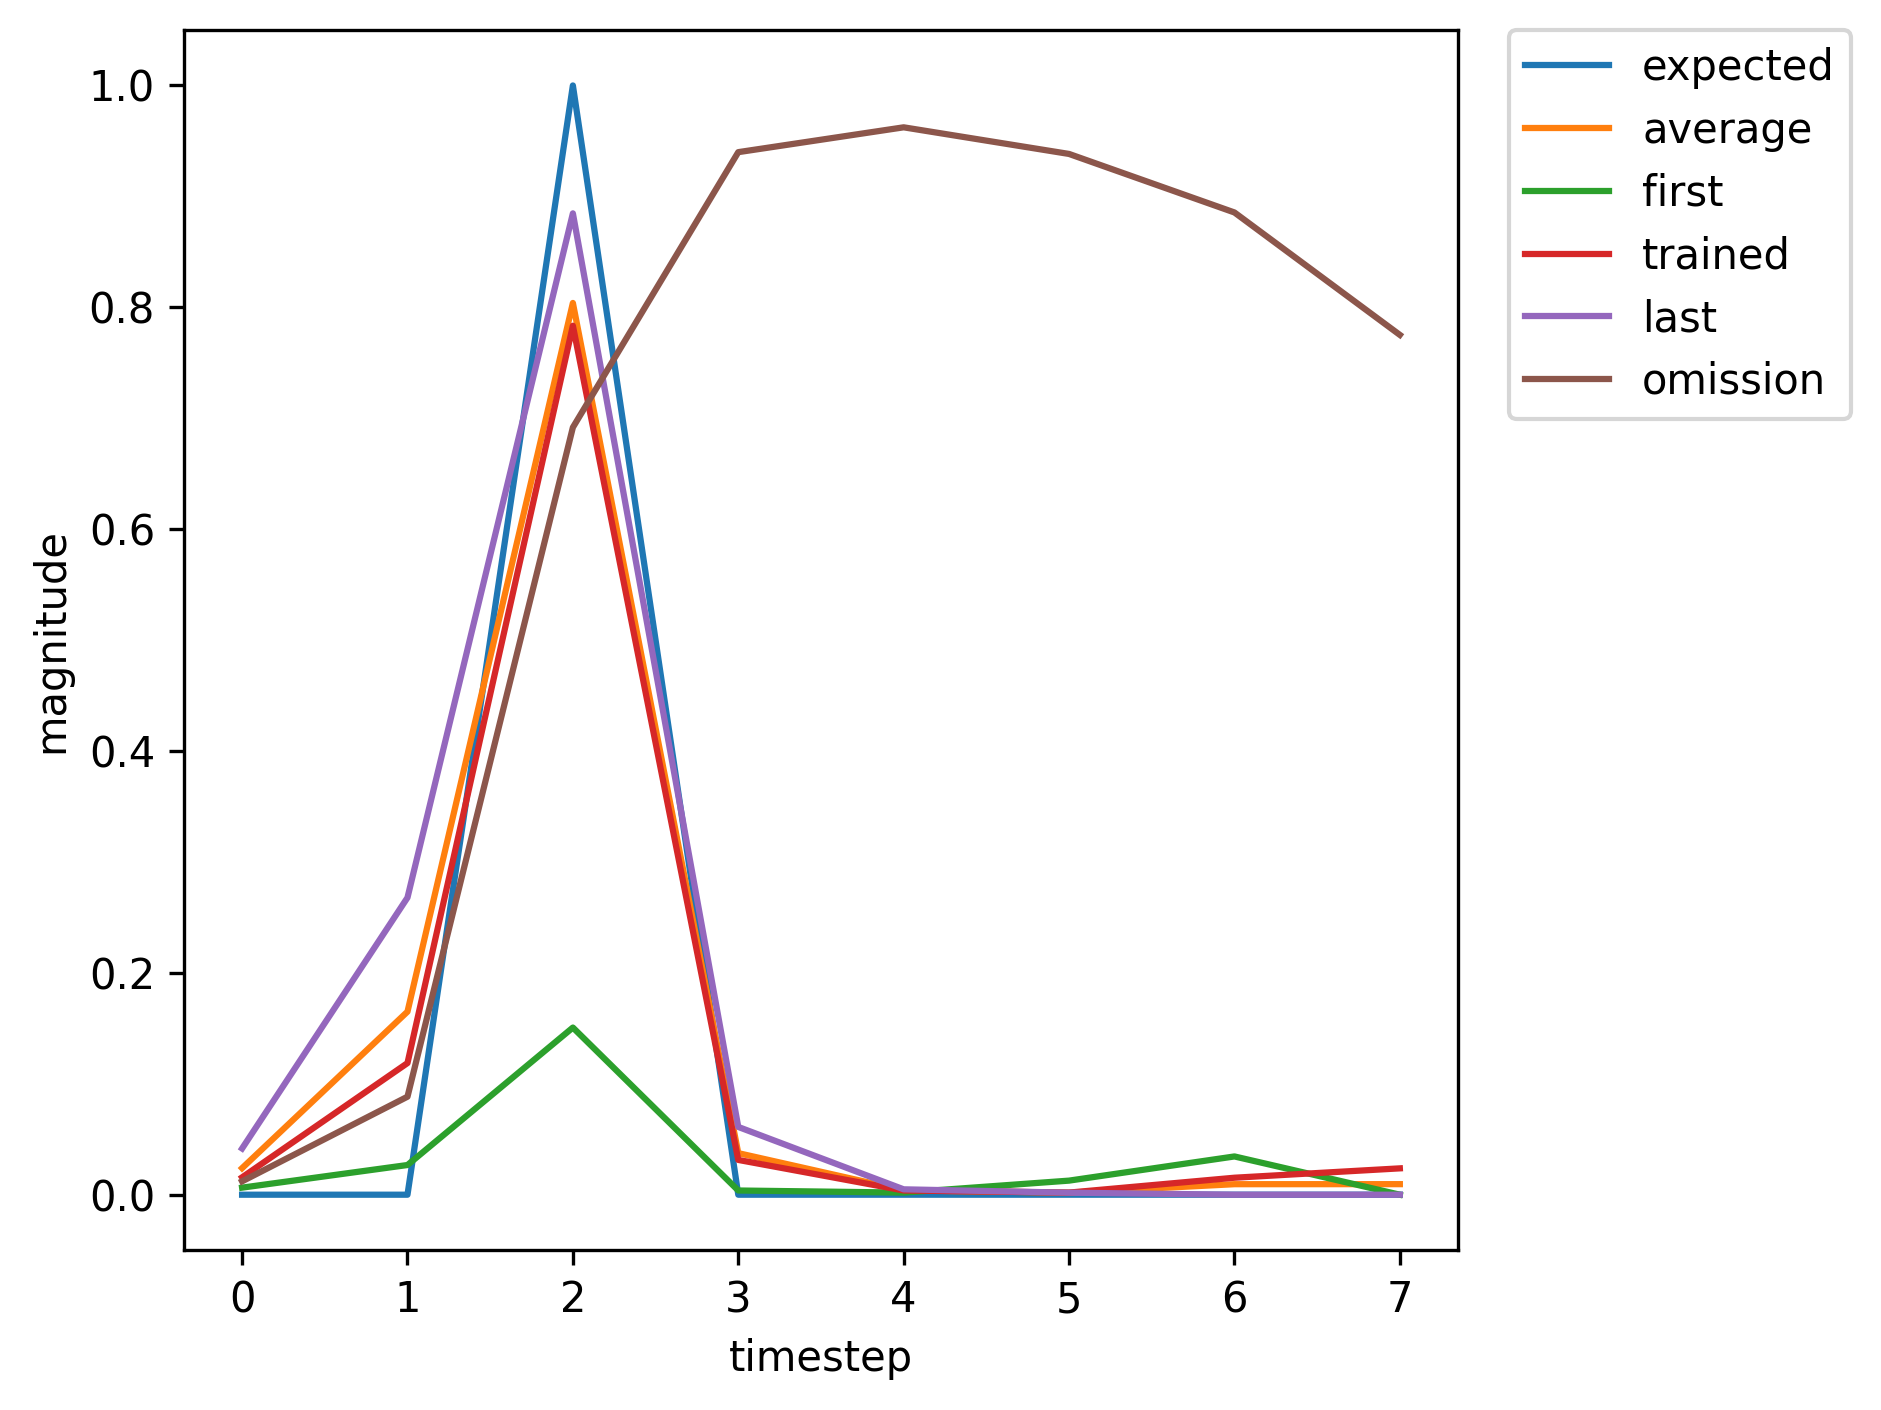 1.0
0.8
0.6
0.4
0.2
0.0
magnitude
0 1 2 3 4 5 6 7
timestep
expected
average
first
trained
last
omission